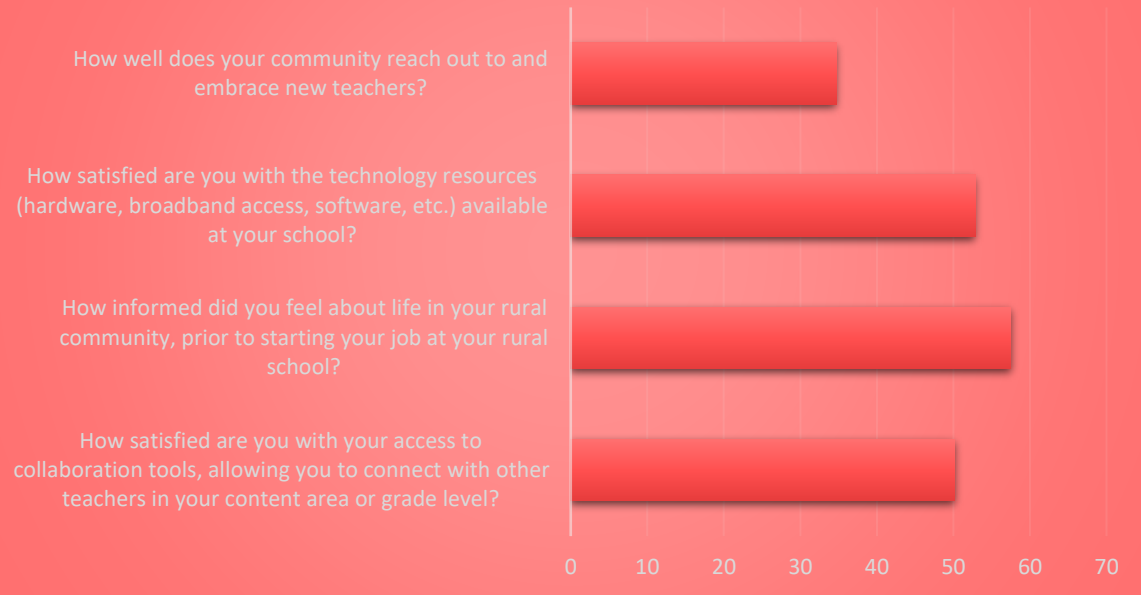 How well does your community reach out to and
embrace new teachers?
How satisfied are you with the technology resources
(hardware, broadband access, software, etc.) available
at your school?
How informed did you feel about life in your rural
community, prior to starting your job at your rural
school?
How satisfied are you with your access to
collaboration tools, allowing you to connect with other
teachers in your content area or grade level?
0 10 20 30 40 50 60 70